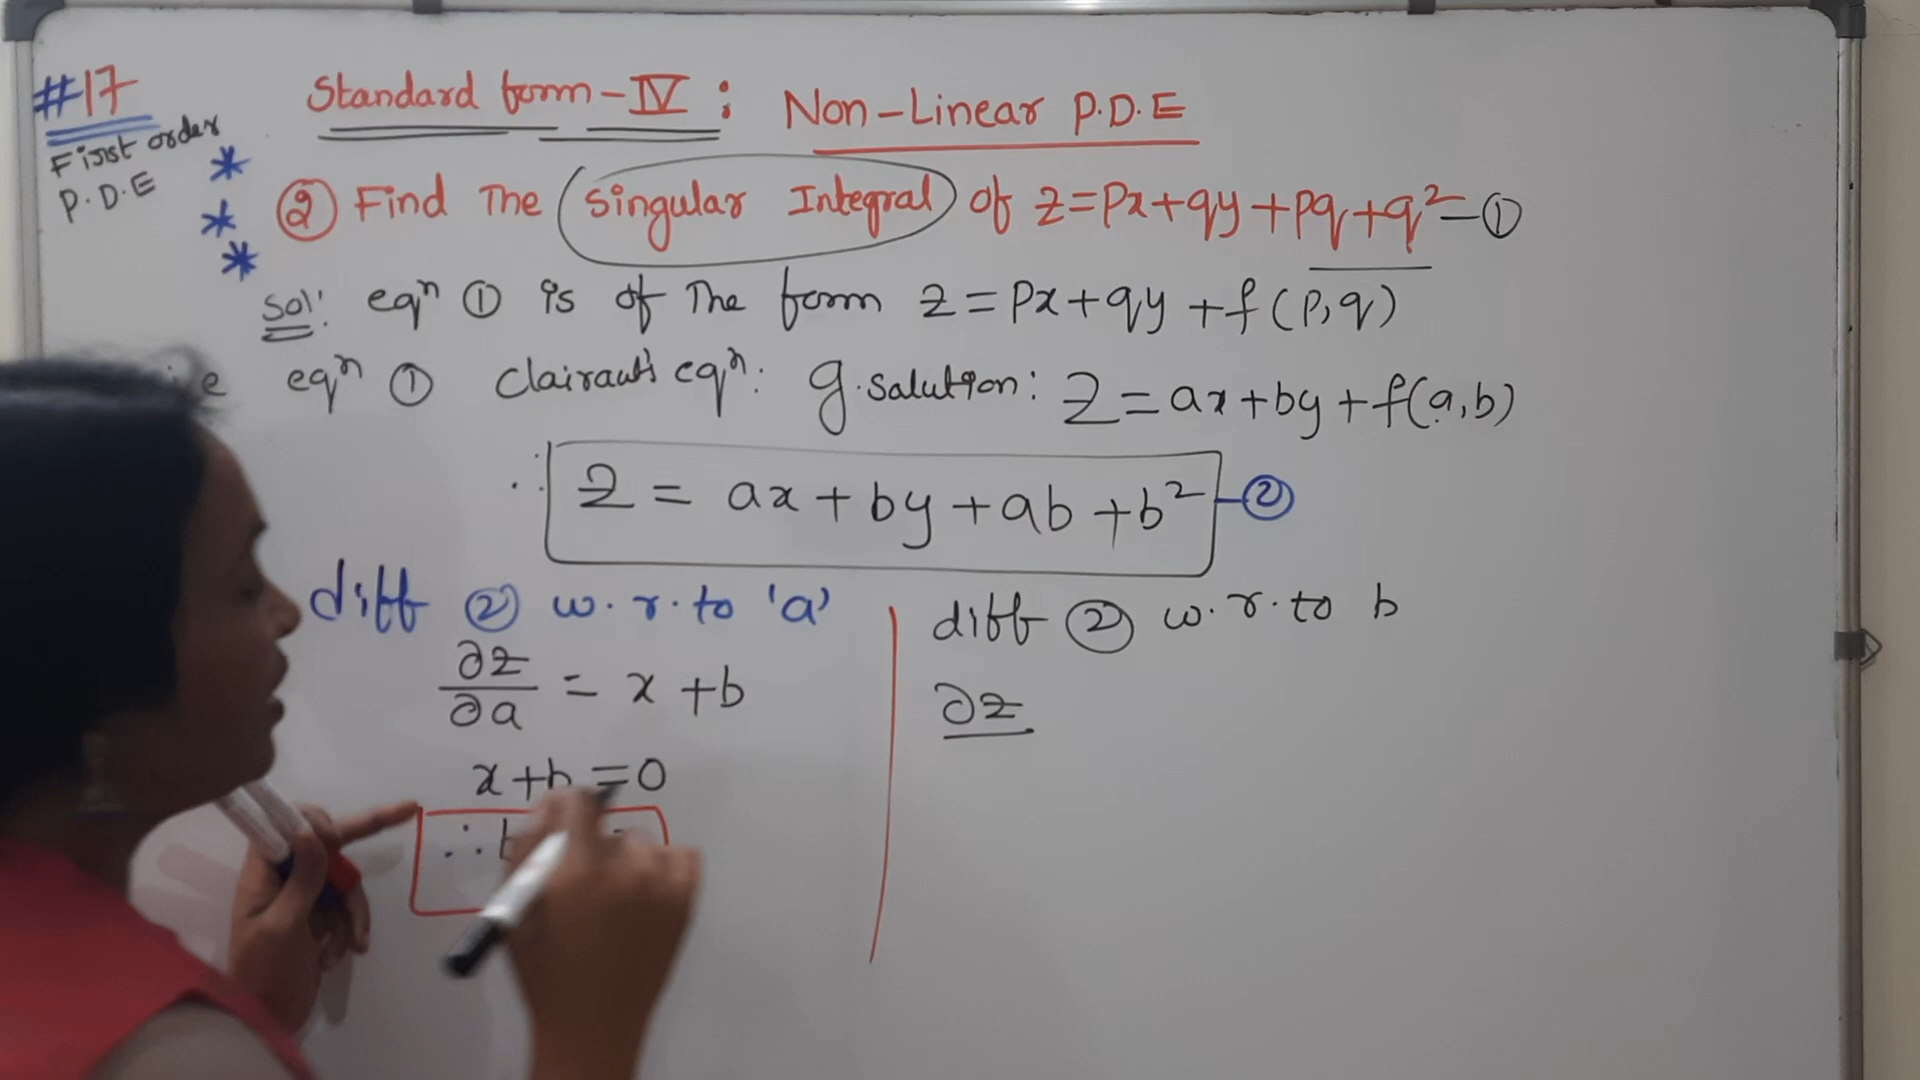 #17
First order
P.D.E
Standard form-IV : Non-Linear P.D.E
* * *
② Find The Singular Integral of z=px+qy+pq+q²-①
Sol: eqⁿ ① is of The form z=px+qy+f(p,q)
eqⁿ ① clairaut's eqⁿ: g.solution: z=ax+by+f(a,b)
∴ z = ax+by+ab+b² -②
diff ② w.r.to 'a'
∂z/∂a = x+b
x+b=0
∴ b
diff ② w.r.to b
∂z